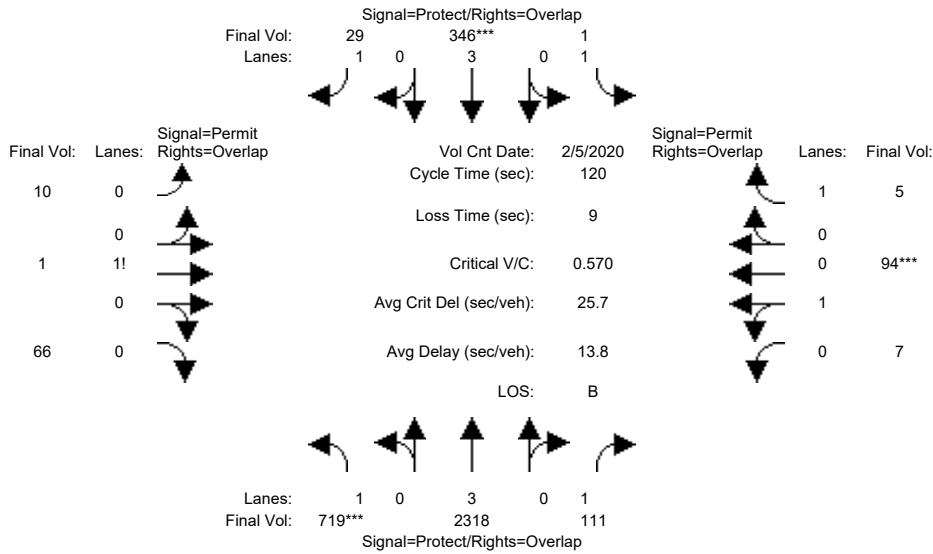 Signal=Protect/Rights=Overlap
Final Vol: 29 346*** 1
Lanes: 1 0 3 0 1
Signal=Permit Signal=Permit
Final Vol: Lanes: Rights=Overlap Vol Cnt Date: 2/5/2020 Rights=Overlap Lanes: Final Vol:
Cycle Time (sec): 120
10 0 1 5
Loss Time (sec): 9
0 0
1 1! Critical V/C: 0.570 0 94***
0 Avg Crit Del (sec/veh): 25.7 1
66 0 Avg Delay (sec/veh): 13.8 0 7
LOS: B
Lanes: 1 0 3 0 1
Final Vol: 719*** 2318 111
Signal=Protect/Rights=Overlap